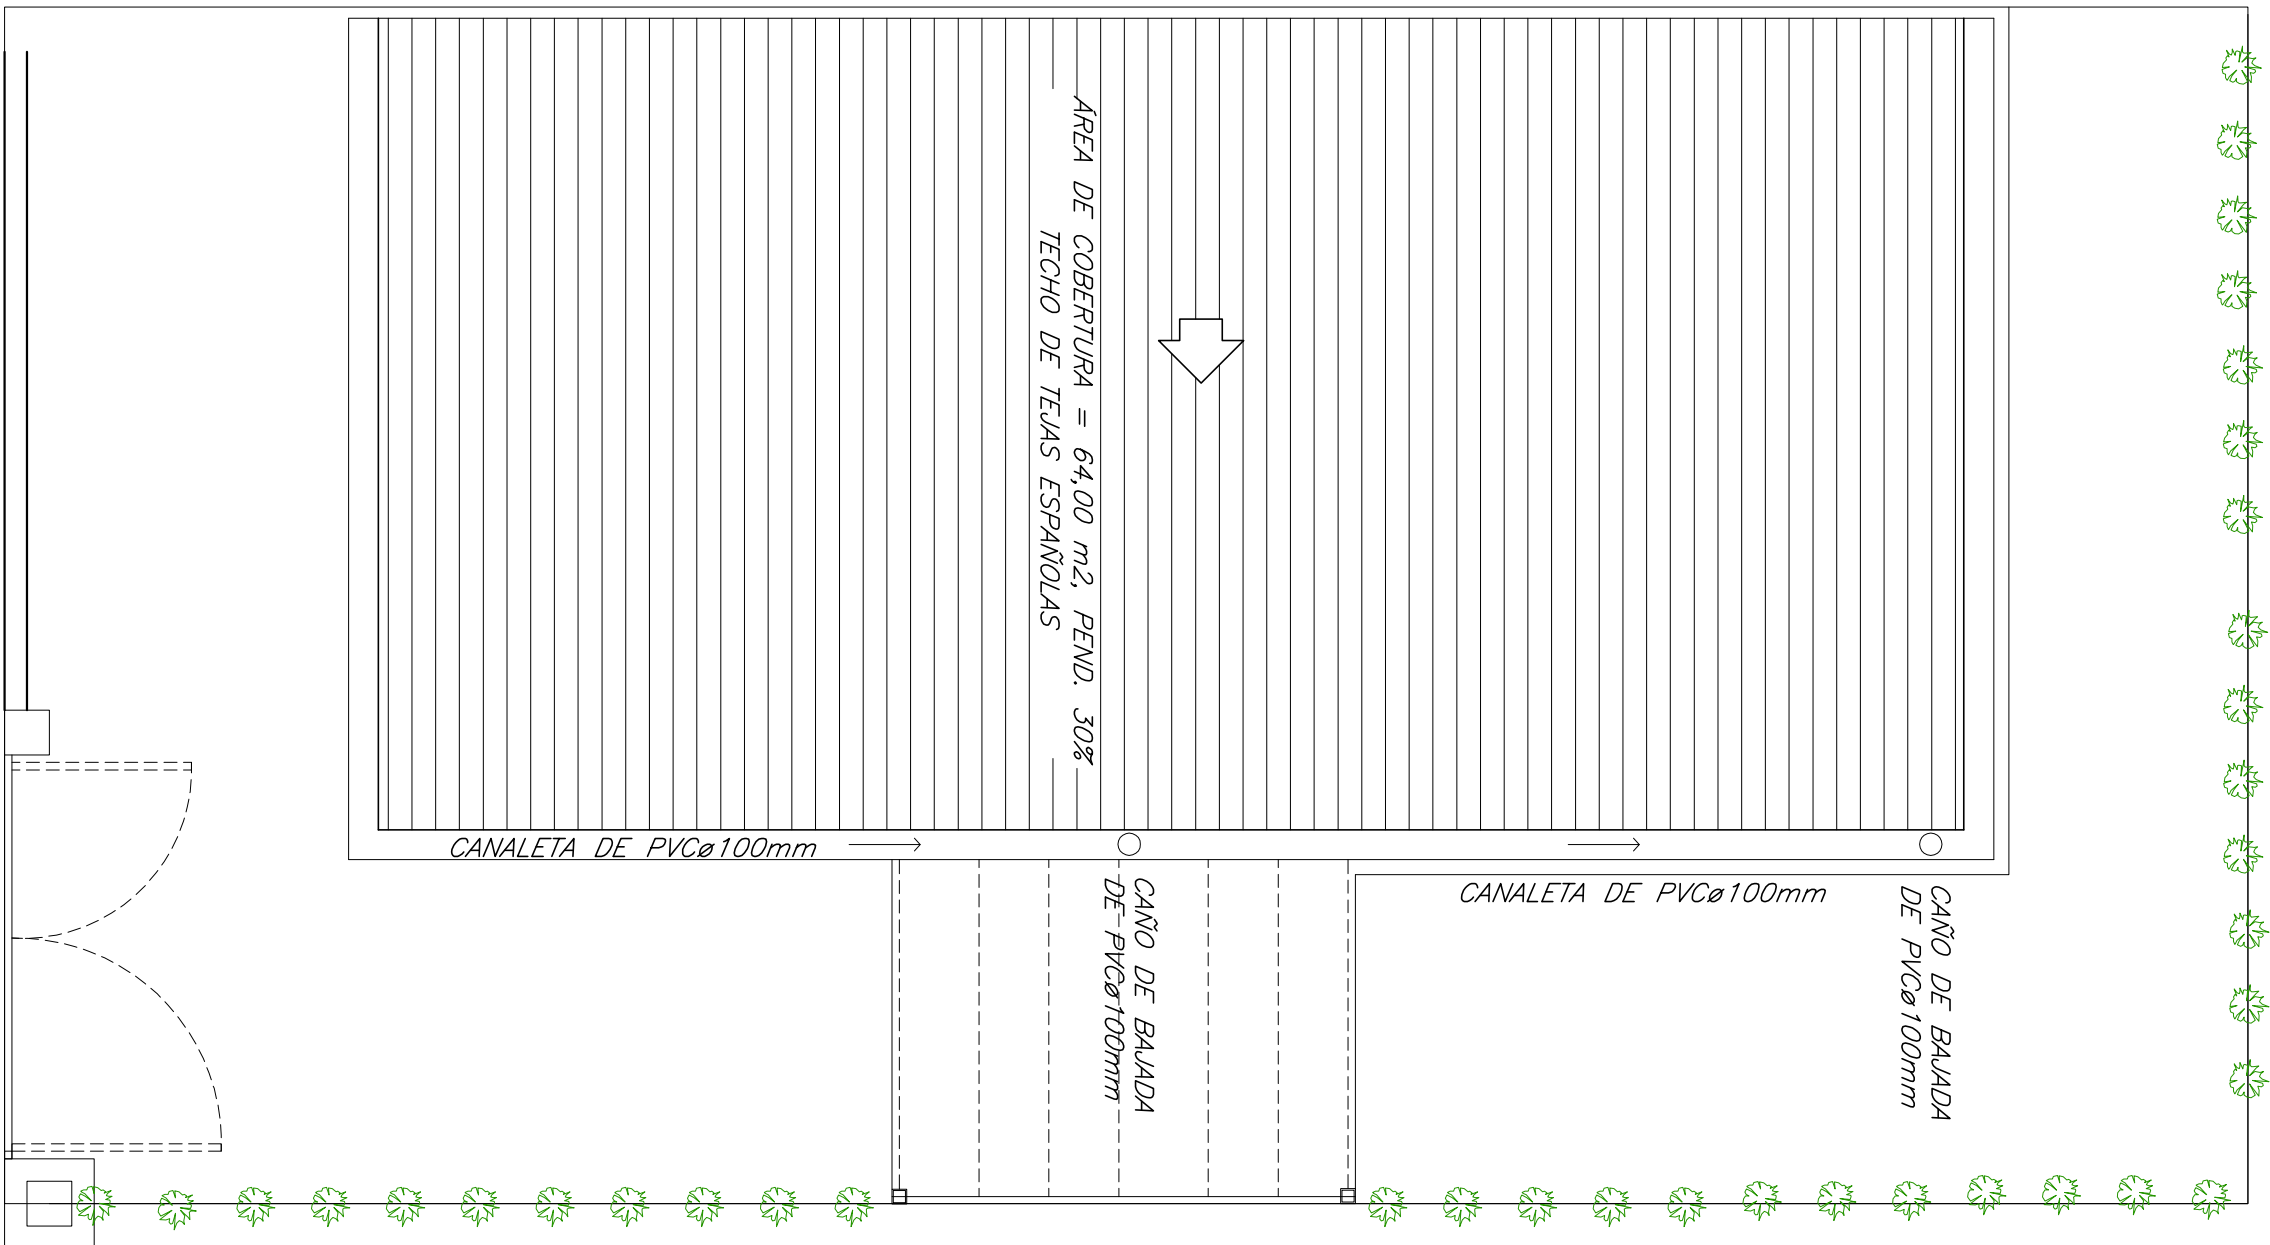 ÁREA DE COBERTURA = 64,00 m2, PEND. 30%
TECHO DE TEJAS ESPAÑOLAS
CANALETA DE PVCø100mm
CAÑO DE BAJADA
DE PVCø100mm
CANALETA DE PVCø100mm
CAÑO DE BAJADA
DE PVCø100mm